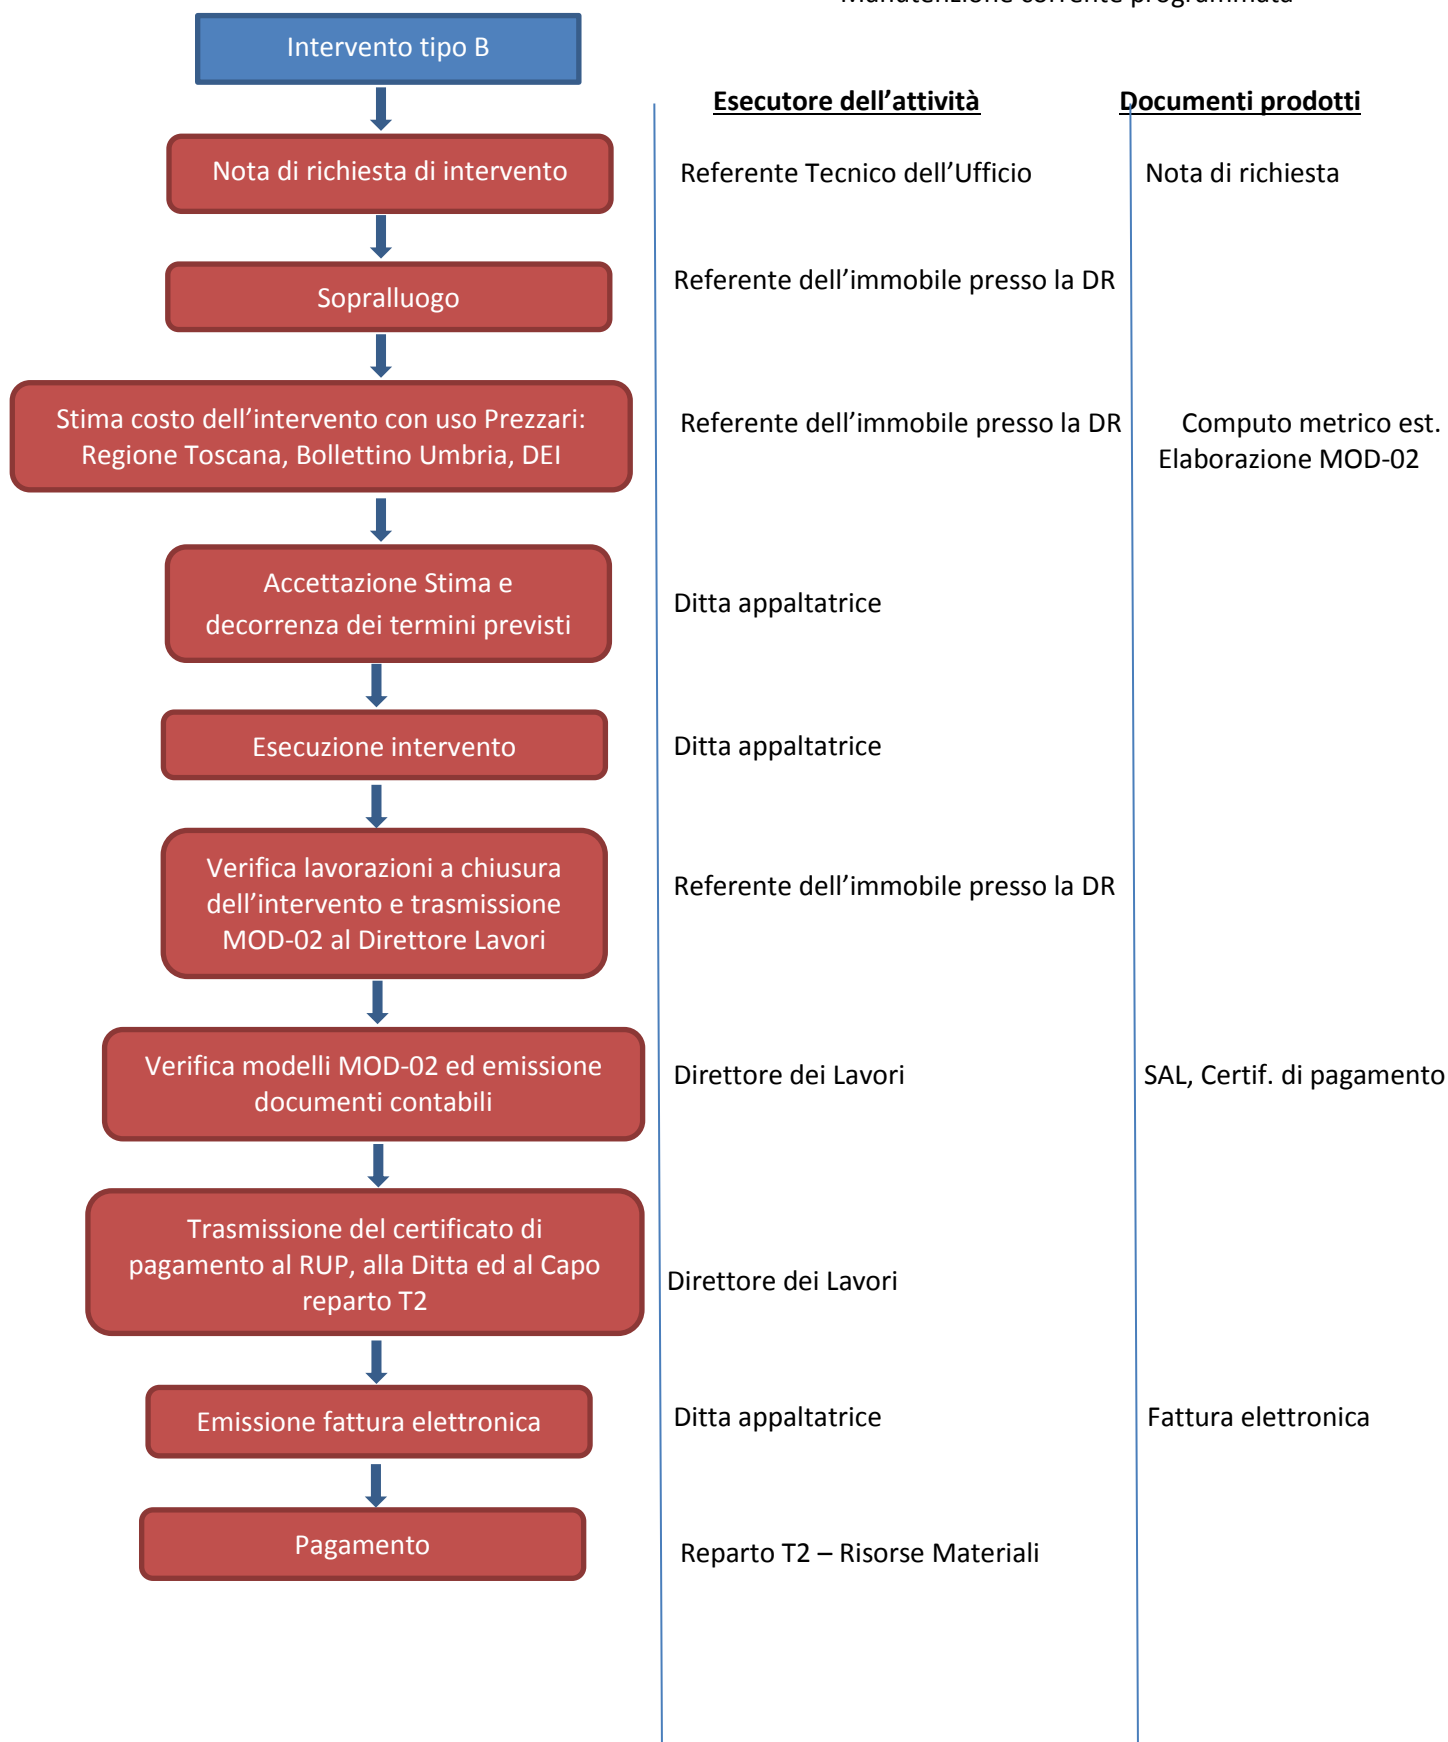 Manutenzione corrente programmata
Intervento tipo B
Esecutore dell’attività
Documenti prodotti
Nota di richiesta di intervento
Referente Tecnico dell’Ufficio
Nota di richiesta
Sopralluogo
Referente dell’immobile presso la DR
Stima costo dell’intervento con uso Prezzari:
Regione Toscana, Bollettino Umbria, DEI
Referente dell’immobile presso la DR
Computo metrico est.
Elaborazione MOD-02
Accettazione Stima e
decorrenza dei termini previsti
Ditta appaltatrice
Esecuzione intervento
Ditta appaltatrice
Verifica lavorazioni a chiusura
dell’intervento e trasmissione
MOD-02 al Direttore Lavori
Referente dell’immobile presso la DR
Verifica modelli MOD-02 ed emissione
documenti contabili
Direttore dei Lavori
SAL, Certif. di pagamento
Trasmissione del certificato di
pagamento al RUP, alla Ditta ed al Capo
reparto T2
Direttore dei Lavori
Emissione fattura elettronica
Ditta appaltatrice
Fattura elettronica
Pagamento
Reparto T2 – Risorse Materiali